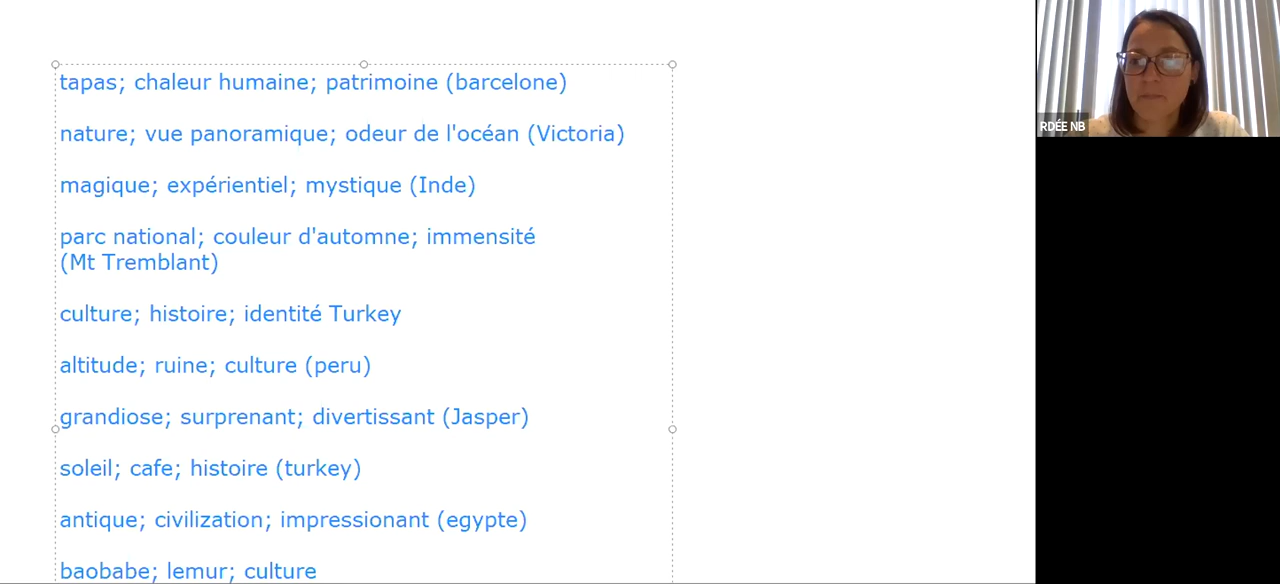 tapas; chaleur humaine; patrimoine (barcelone)
nature; vue panoramique; odeur de l'océan (Victoria)
magique; expérientiel; mystique (Inde)
parc national; couleur d'automne; immensité
(Mt Tremblant)
culture; histoire; identité Turkey
altitude; ruine; culture (peru)
grandiose; surprenant; divertissant (Jasper)
soleil; cafe; histoire (turkey)
antique; civilization; impressionant (egypte)
baobabe; lemur; culture
RDÉE NB